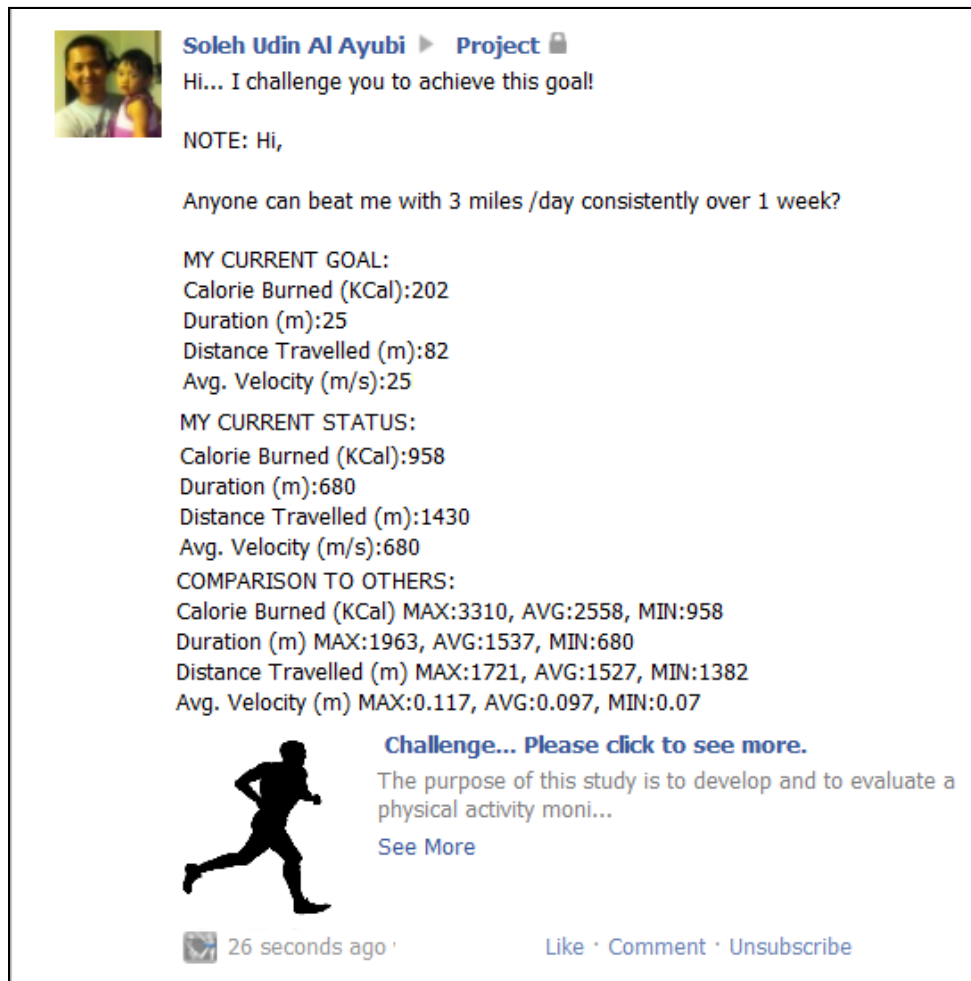 Soleh Udin Al Ayubi Project
Hi... I challenge you to achieve this goal!
NOTE: Hi,
Anyone can beat me with 3 miles /day consistently over 1 week?
MY CURRENT GOAL:
Calorie Burned (KCal):202
Duration (m):25
Distance Travelled (m):82
Avg. Velocity (m/s):25
MY CURRENT STATUS:
Calorie Burned (KCal):958
Duration (m):680
Distance Travelled (m):1430
Avg. Velocity (m/s):680
COMPARISON TO OTHERS:
Calorie Burned (KCal) MAX:3310, AVG:2558, MIN:958
Duration (m) MAX:1963, AVG:1537, MIN:680
Distance Travelled (m) MAX:1721, AVG:1527, MIN:1382
Avg. Velocity (m) MAX:0.117, AVG:0.097, MIN:0.07
Challenge... Please click to see more.
The purpose of this study is to develop and to evaluate a
physical activity moni...
See More
26 seconds ago · Like · Comment · Unsubscribe